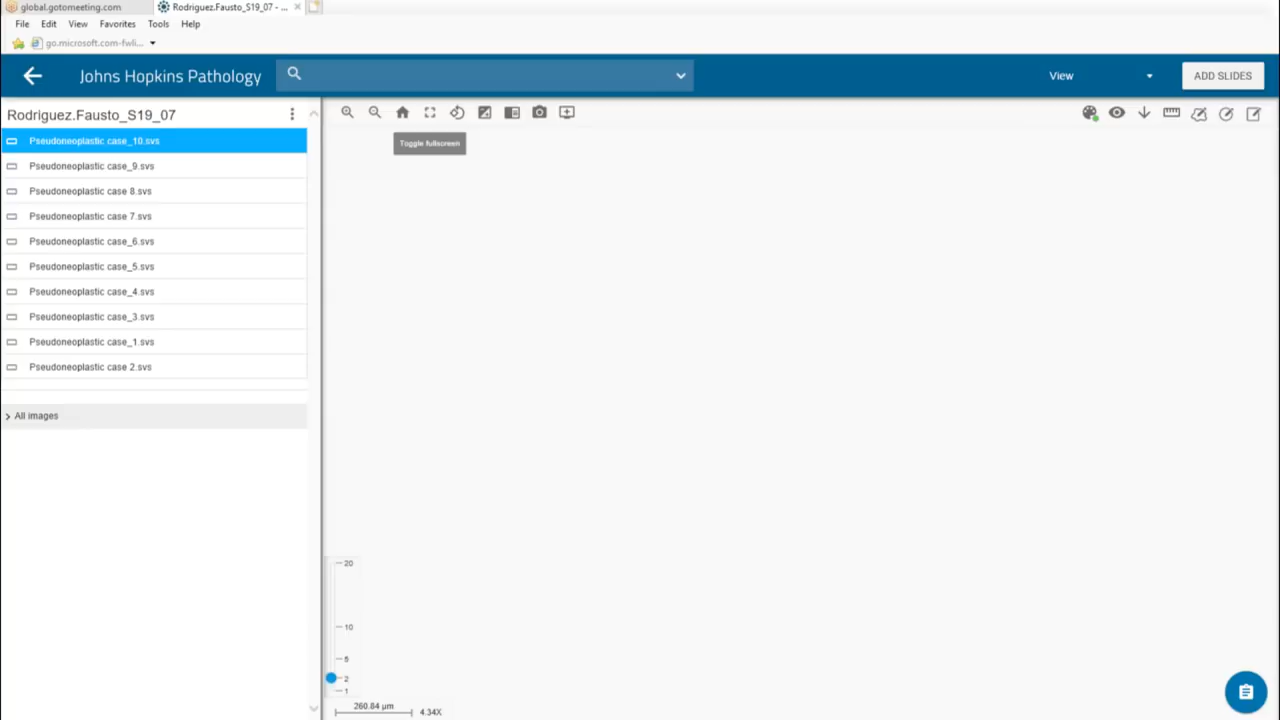 global.gotomeeting.com
Rodriguez.Fausto_S19_07 - ...
File Edit View Favorites Tools Help
go.microsoft.com-fwli...
Johns Hopkins Pathology
View
ADD SLIDES
Rodriguez.Fausto_S19_07
Toggle fullscreen
Pseudoneoplastic case_10.svs
Pseudoneoplastic case_9.svs
Pseudoneoplastic case 8.svs
Pseudoneoplastic case 7.svs
Pseudoneoplastic case_6.svs
Pseudoneoplastic case_5.svs
Pseudoneoplastic case_4.svs
Pseudoneoplastic case_3.svs
Pseudoneoplastic case_1.svs
Pseudoneoplastic case 2.svs
All images
20
10
5
2
1
260.84 µm
4.34X